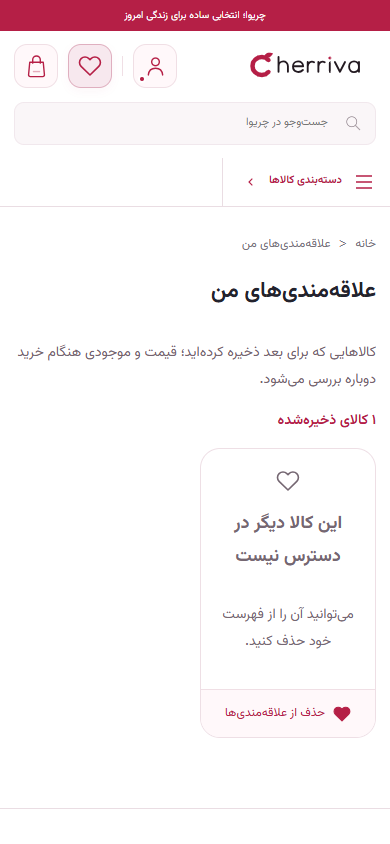 چریوا؛ انتخابی ساده برای زندگی امروز
Cherriva
جست‌وجو در چریوا
دسته‌بندی کالاها
خانه > علاقه‌مندی‌های من
علاقه‌مندی‌های من
کالاهایی که برای بعد ذخیره کرده‌اید؛ قیمت و موجودی هنگام خرید
دوباره بررسی می‌شود.
۱ کالای ذخیره‌شده
این کالا دیگر در
دسترس نیست
می‌توانید آن را از فهرست
خود حذف کنید.
حذف از علاقه‌مندی‌ها